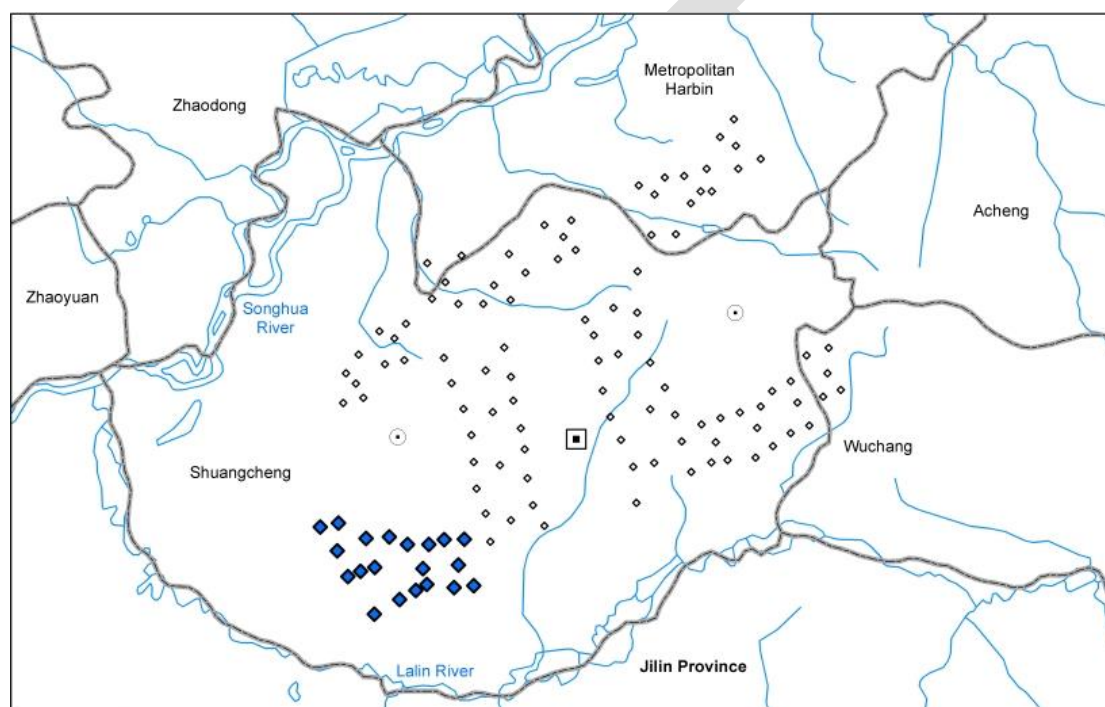 Metropolitan
Harbin
Zhaodong
Acheng
Zhaoyuan
Songhua
River
Shuangcheng
Wuchang
Lalin River
Jilin Province